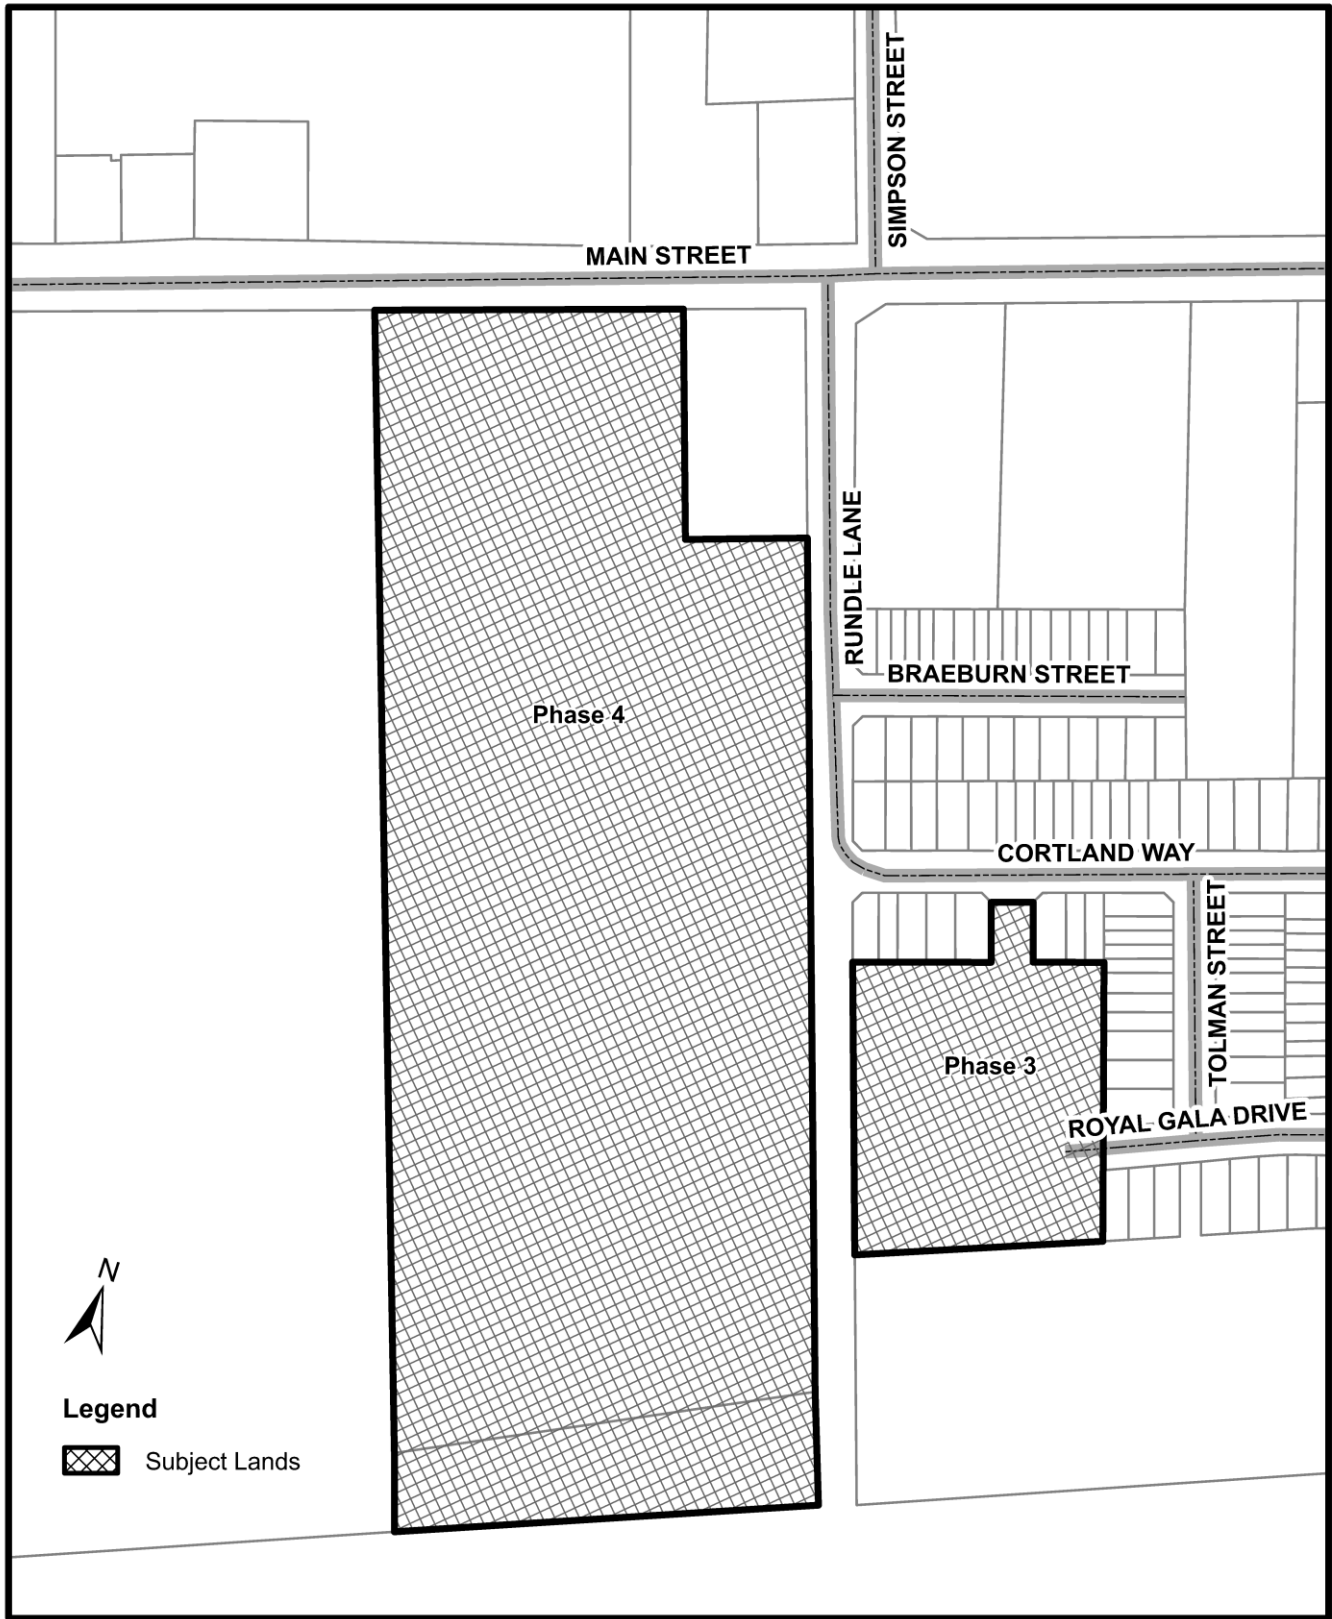 SIMPSON STREET
MAIN STREET
RUNDLE LANE
BRAEBURN STREET
Phase 4
CORTLAND WAY
TOLMAN STREET
Phase 3
ROYAL GALA DRIVE
N
Legend
Subject Lands